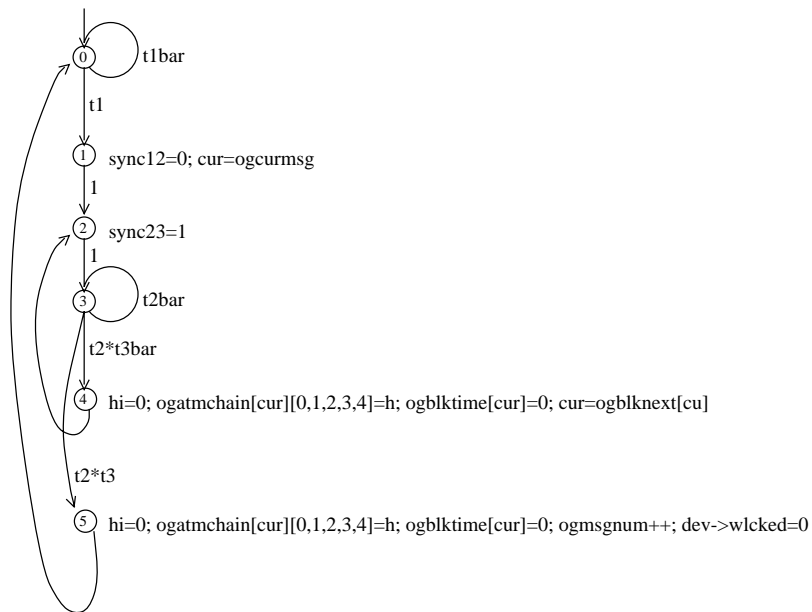 0
t1bar
t1
1 sync12=0; cur=ogcurmsg
1
2 sync23=1
1
3
t2bar
t2*t3bar
4 hi=0; ogatmchain[cur][0,1,2,3,4]=h; ogblktime[cur]=0; cur=ogblknext[cu]
t2*t3
5 hi=0; ogatmchain[cur][0,1,2,3,4]=h; ogblktime[cur]=0; ogmsgnum++; dev->wlcked=0